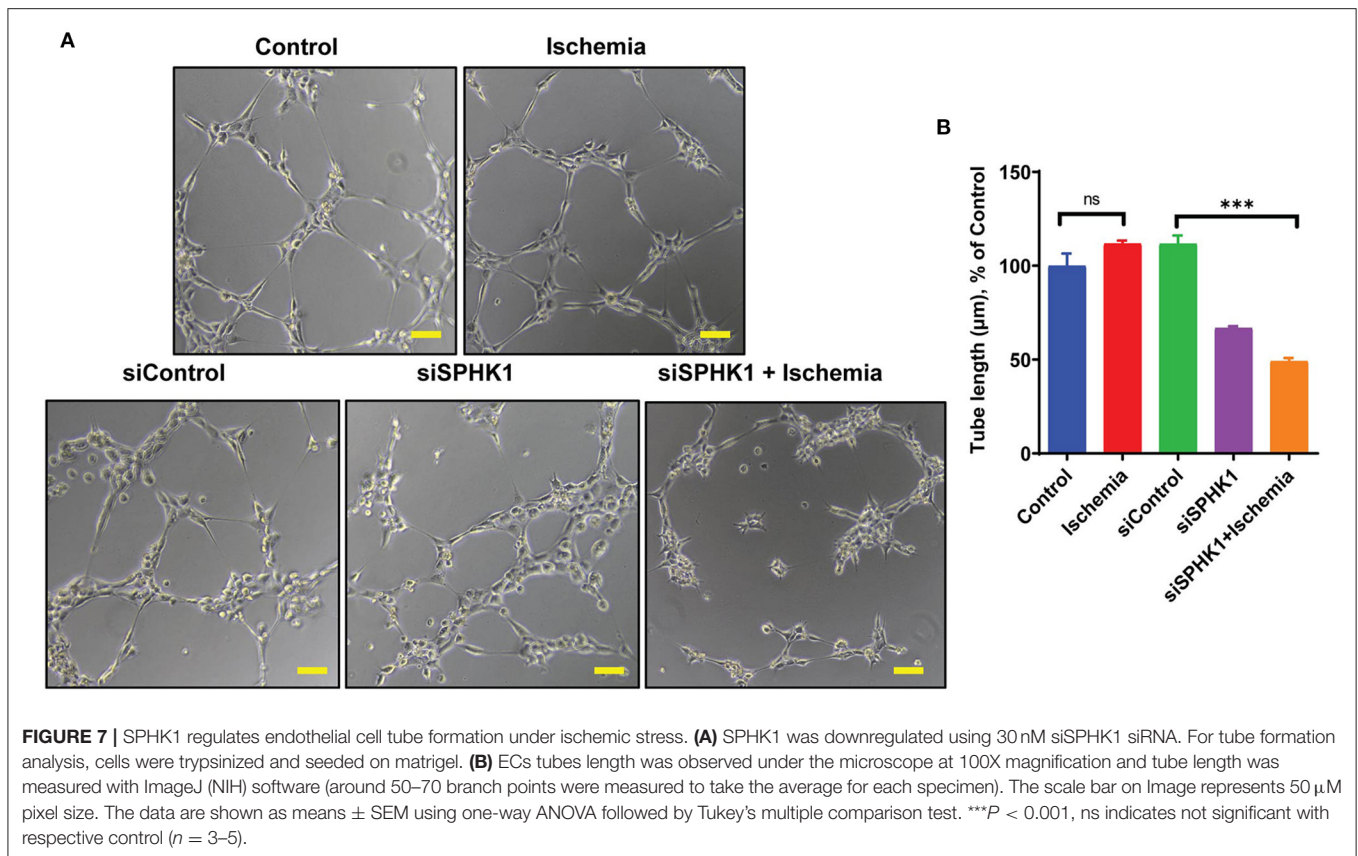 A
Control
Ischemia
siControl
siSPHK1
siSPHK1 + Ischemia
B
Tube length (µm), % of Control
150
100
50
0
ns
***
Control
Ischemia
siControl
siSPHK1
siSPHK1+Ischemia
FIGURE 7 | SPHK1 regulates endothelial cell tube formation under ischemic stress. (A) SPHK1 was downregulated using 30 nM siSPHK1 siRNA. For tube formation
analysis, cells were trypsinized and seeded on matrigel. (B) ECs tubes length was observed under the microscope at 100X magnification and tube length was
measured with ImageJ (NIH) software (around 50–70 branch points were measured to take the average for each specimen). The scale bar on Image represents 50 µM
pixel size. The data are shown as means ± SEM using one-way ANOVA followed by Tukey's multiple comparison test. ***P < 0.001, ns indicates not significant with
respective control (n = 3–5).